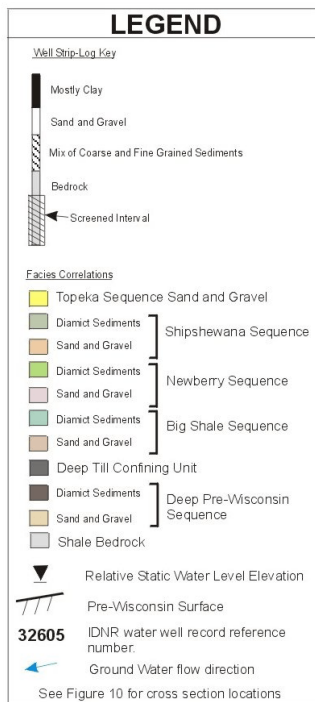 LEGEND
Well Strip-Log Key
Mostly Clay
Sand and Gravel
Mix of Coarse and Fine Grained Sediments
Bedrock
Screened Interval
Facies Correlations
Topeka Sequence Sand and Gravel
Diamict Sediments
Shipshewana Sequence
Sand and Gravel
Diamict Sediments
Newberry Sequence
Sand and Gravel
Diamict Sediments
Big Shale Sequence
Sand and Gravel
Deep Till Confining Unit
Diamict Sediments
Deep Pre-Wisconsin
Sequence
Sand and Gravel
Shale Bedrock
Relative Static Water Level Elevation
Pre-Wisconsin Surface
32605 IDNR water well record reference
number.
Ground Water flow direction
See Figure 10 for cross section locations